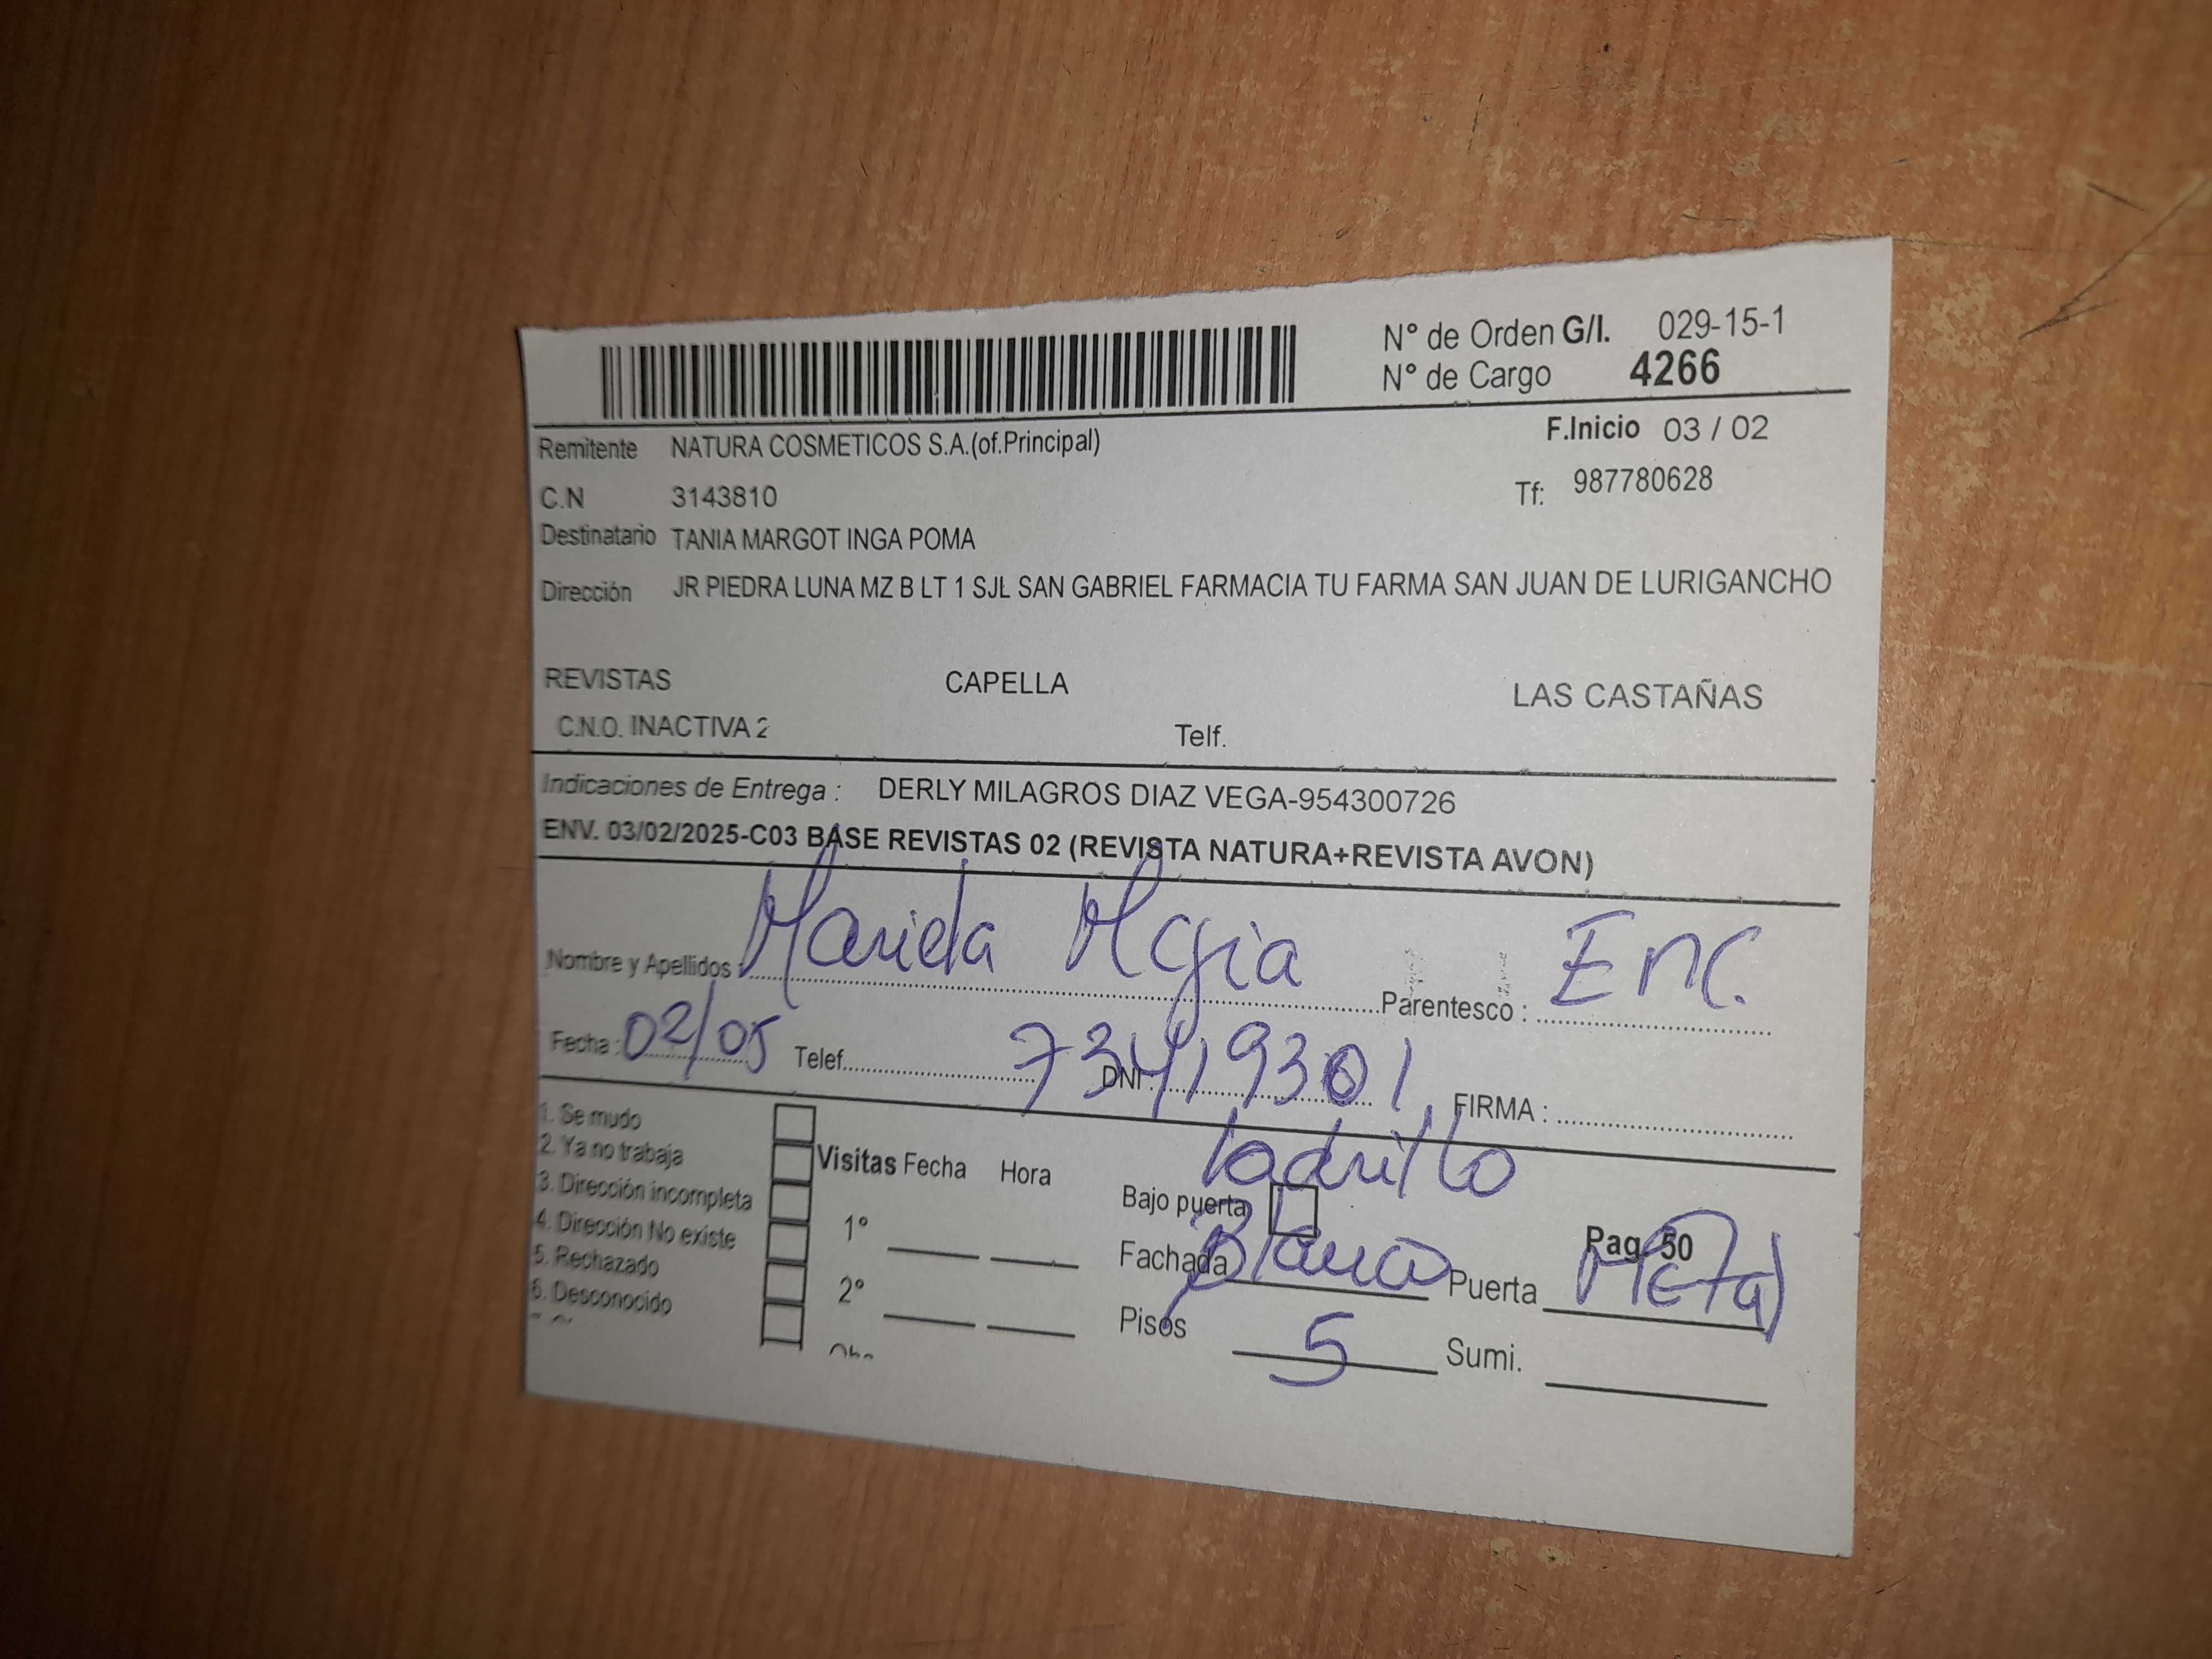 N° de Orden G/I. 029-15-1
N° de Cargo 4266
F.Inicio 03 / 02
Remitente NATURA COSMETICOS S.A.(of.Principal)
C.N 3143810
Tf: 987780628
Destinatario TANIA MARGOT INGA POMA
Dirección JR PIEDRA LUNA MZ B LT 1 SJL SAN GABRIEL FARMACIA TU FARMA SAN JUAN DE LURIGANCHO
REVISTAS CAPELLA LAS CASTAÑAS
C.N.O. INACTIVA 2 Telf.
Indicaciones de Entrega : DERLY MILAGROS DIAZ VEGA-954300726
ENV. 03/02/2025-C03 BASE REVISTAS 02 (REVISTA NATURA+REVISTA AVON)
Nombre y Apellidos : Mariela Parentesco : Enc.
Fecha : 02/05 Telef. DNI : 73419301 FIRMA :
1. Se mudo
2. Ya no trabaja
3. Dirección incompleta
4. Dirección No existe
5. Rechazado
6. Desconocido
Visitas Fecha Hora
1°
2°
ladrillo
Bajo puerta
Pag. 50
Fachada Blanco Puerta Metal
Pisos 5 Sumi.